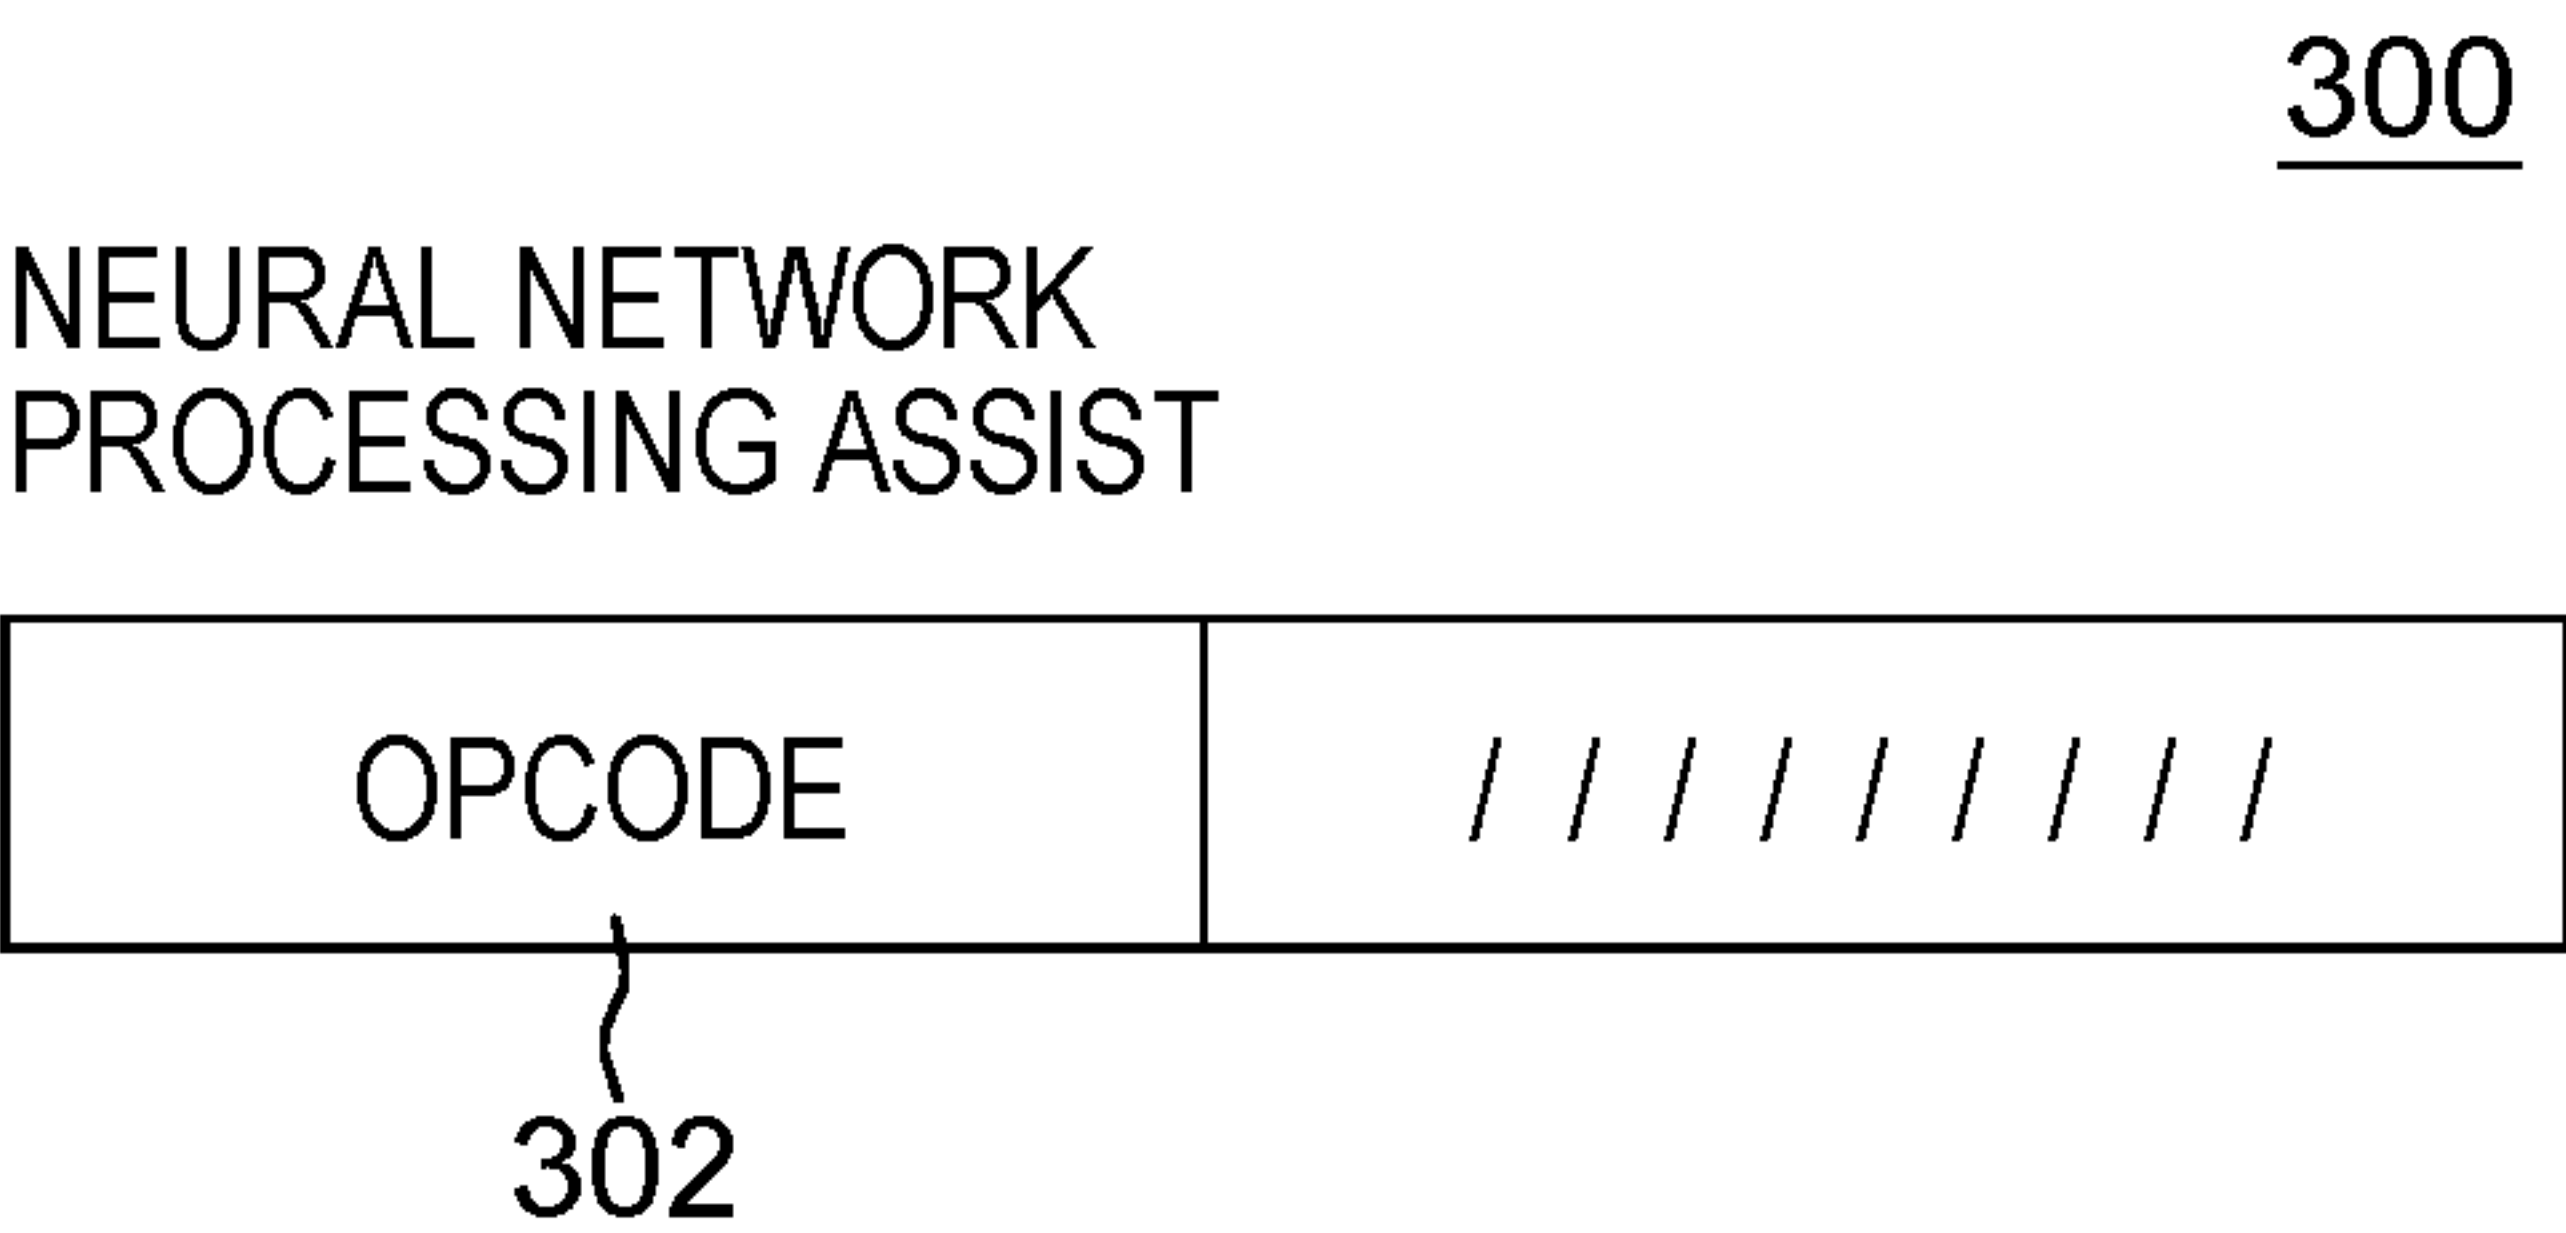 300
NEURAL NETWORK
PROCESSING ASSIST
OPCODE / / / / / / / / /
302